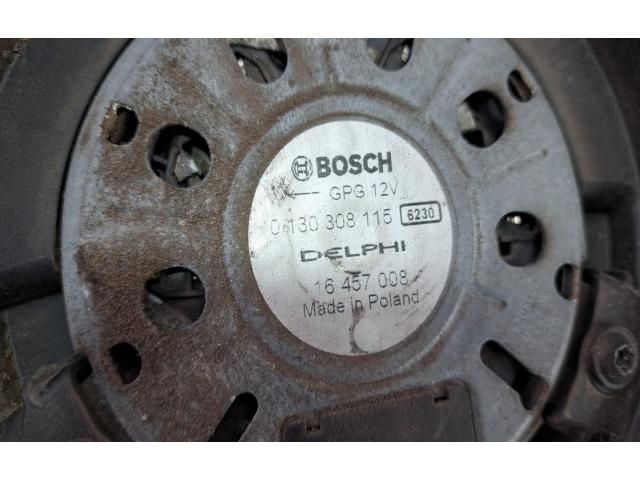 BOSCH
GPG 12V
0 130 308 115 6230
DELPHI
16 457 008
Made in Poland